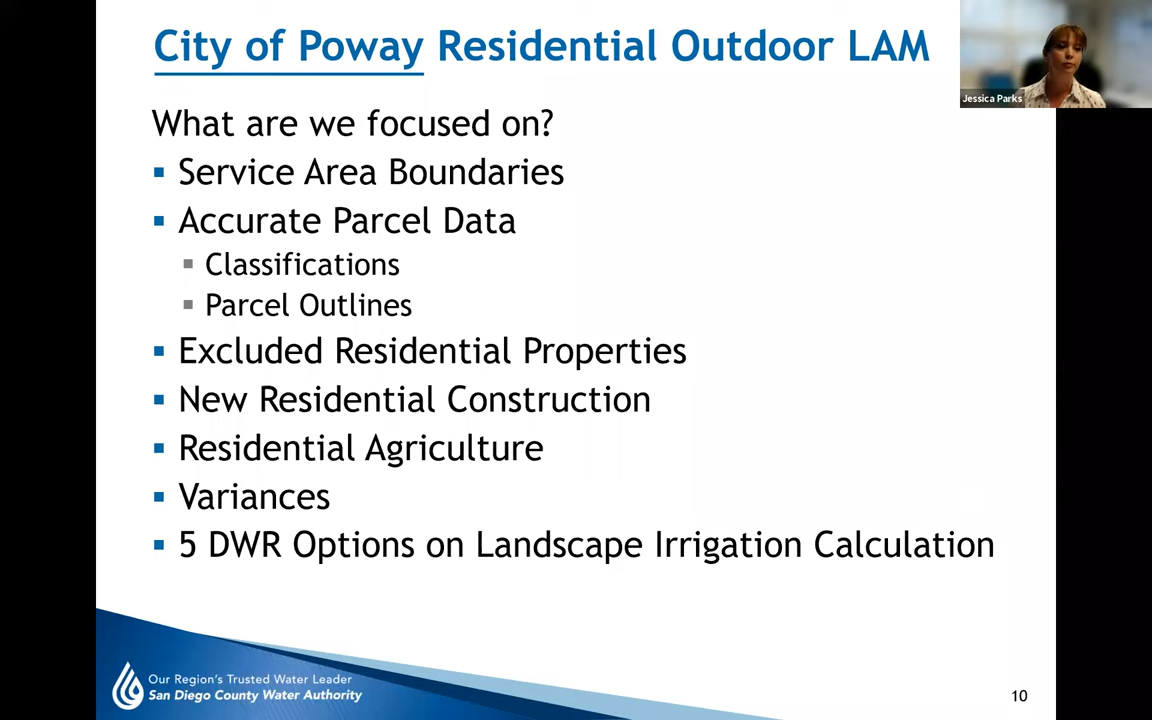 City of Poway Residential Outdoor LAM
Jessica Parks
What are we focused on?
▪ Service Area Boundaries
▪ Accurate Parcel Data
▪ Classifications
▪ Parcel Outlines
▪ Excluded Residential Properties
▪ New Residential Construction
▪ Residential Agriculture
▪ Variances
▪ 5 DWR Options on Landscape Irrigation Calculation
Our Region's Trusted Water Leader
San Diego County Water Authority
10